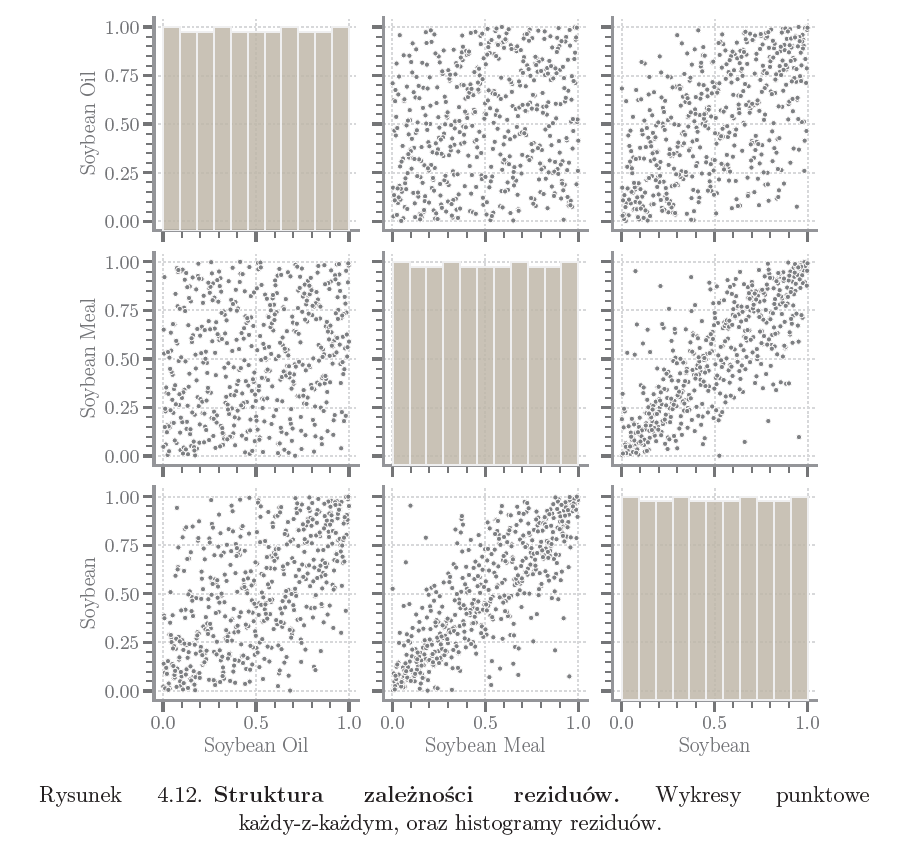 1.00
0.75
0.50
0.25
0.00
Soybean Oil
1.00
0.75
0.50
0.25
0.00
Soybean Meal
1.00
0.75
0.50
0.25
0.00
Soybean
0.0 0.5 1.0 0.0 0.5 1.0 0.0 0.5 1.0
Soybean Oil Soybean Meal Soybean
Rysunek 4.12. Struktura zależności reziduów. Wykresy punktowe
każdy-z-każdym, oraz histogramy reziduów.